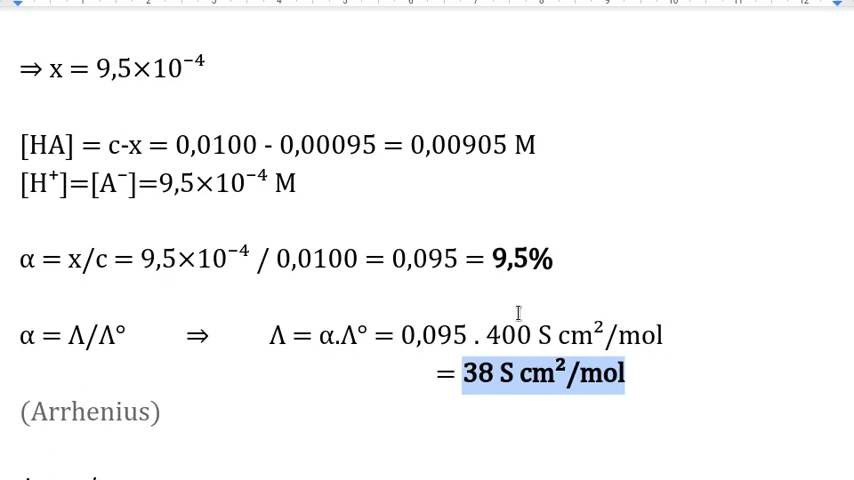 ⇒ x = 9,5×10⁻⁴
[HA] = c-x = 0,0100 - 0,00095 = 0,00905 M
[H⁺]=[A⁻]=9,5×10⁻⁴ M
α = x/c = 9,5×10⁻⁴ / 0,0100 = 0,095 = 9,5%
α = Λ/Λ° ⇒ Λ = α.Λ° = 0,095 . 400 S cm²/mol
= 38 S cm²/mol
(Arrhenius)